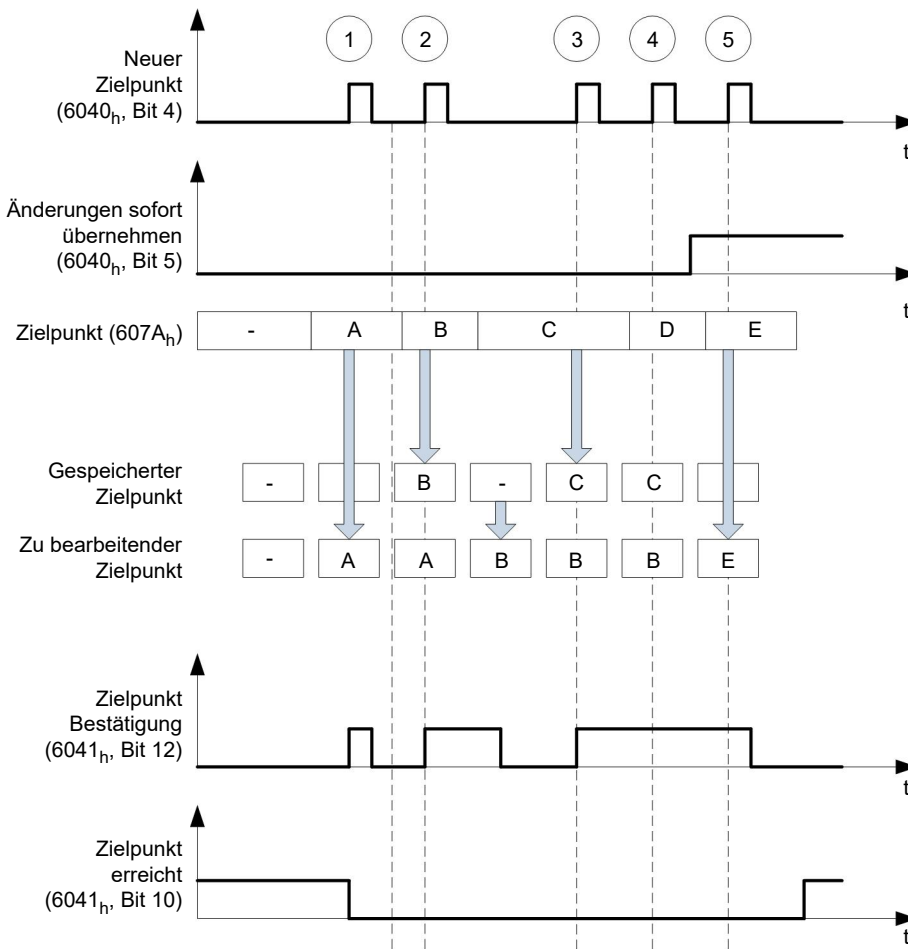 1 2 3 4 5
Neuer
Zielpunkt
(6040h, Bit 4)
t
Änderungen sofort
übernehmen
(6040h, Bit 5)
t
Zielpunkt (607Ah)
- A B C D E
Gespeicherter
Zielpunkt
- B - C C
Zu bearbeitender
Zielpunkt
- A A B B B E
Zielpunkt
Bestätigung
(6041h, Bit 12)
t
Zielpunkt
erreicht
(6041h, Bit 10)
t